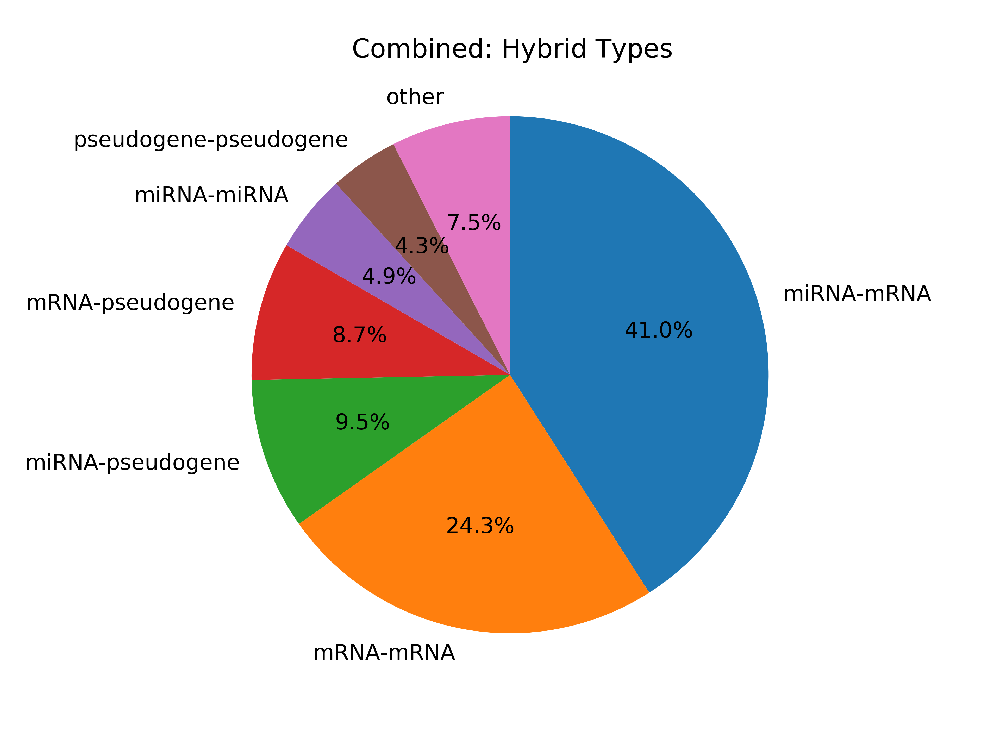 Combined: Hybrid Types
other
pseudogene-pseudogene
miRNA-miRNA
7.5%
4.3%
4.9%
miRNA-mRNA
mRNA-pseudogene
41.0%
8.7%
9.5%
miRNA-pseudogene
24.3%
mRNA-mRNA